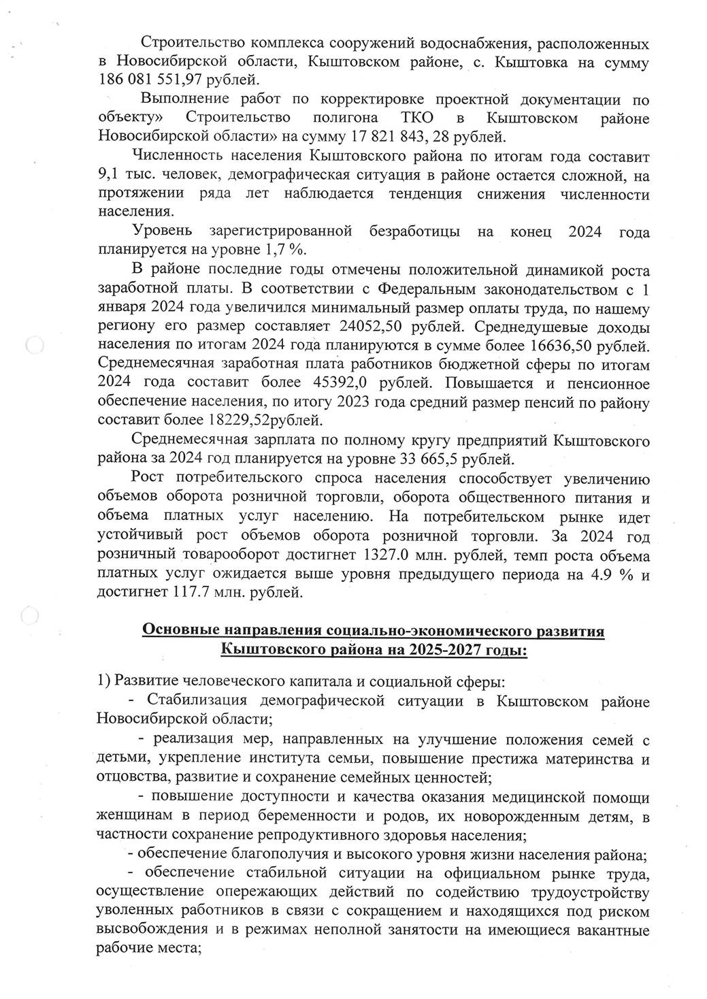 Строительство комплекса сооружений водоснабжения, расположенных
в Новосибирской области, Кыштовском районе, с. Кыштовка на сумму
186 081 551,97 рублей.
Выполнение работ по корректировке проектной документации по
объекту» Строительство полигона ТКО в Кыштовском районе
Новосибирской области» на сумму 17 821 843, 28 рублей.
Численность населения Кыштовского района по итогам года составит
9,1 тыс. человек, демографическая ситуация в районе остается сложной, на
протяжении ряда лет наблюдается тенденция снижения численности
населения.
Уровень зарегистрированной безработицы на конец 2024 года
планируется на уровне 1,7 %.
В районе последние годы отмечены положительной динамикой роста
заработной платы. В соответствии с Федеральным законодательством с 1
января 2024 года увеличился минимальный размер оплаты труда, по нашему
региону его размер составляет 24052,50 рублей. Среднедушевые доходы
населения по итогам 2024 года планируются в сумме более 16636,50 рублей.
Среднемесячная заработная плата работников бюджетной сферы по итогам
2024 года составит более 45392,0 рублей. Повышается и пенсионное
обеспечение населения, по итогу 2023 года средний размер пенсий по району
составит более 18229,52рублей.
Среднемесячная зарплата по полному кругу предприятий Кыштовского
района за 2024 год планируется на уровне 33 665,5 рублей.
Рост потребительского спроса населения способствует увеличению
объемов оборота розничной торговли, оборота общественного питания и
объема платных услуг населению. На потребительском рынке идет
устойчивый рост объемов оборота розничной торговли. За 2024 год
розничный товарооборот достигнет 1327.0 млн. рублей, темп роста объема
платных услуг ожидается выше уровня предыдущего периода на 4.9 % и
достигнет 117.7 млн. рублей.
Основные направления социально-экономического развития
Кыштовского района на 2025-2027 годы:
1) Развитие человеческого капитала и социальной сферы:
- Стабилизация демографической ситуации в Кыштовском районе
Новосибирской области;
- реализация мер, направленных на улучшение положения семей с
детьми, укрепление института семьи, повышение престижа материнства и
отцовства, развитие и сохранение семейных ценностей;
- повышение доступности и качества оказания медицинской помощи
женщинам в период беременности и родов, их новорожденным детям, в
частности сохранение репродуктивного здоровья населения;
- обеспечение благополучия и высокого уровня жизни населения района;
- обеспечение стабильной ситуации на официальном рынке труда,
осуществление опережающих действий по содействию трудоустройству
уволенных работников в связи с сокращением и находящихся под риском
высвобождения и в режимах неполной занятости на имеющиеся вакантные
рабочие места;